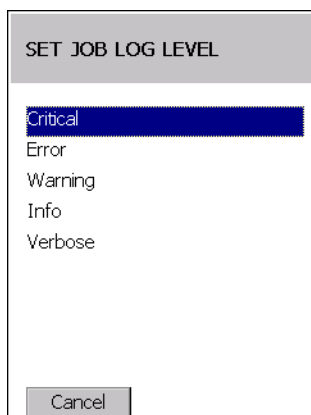 SET JOB LOG LEVEL
Critical
Error
Warning
Info
Verbose
Cancel